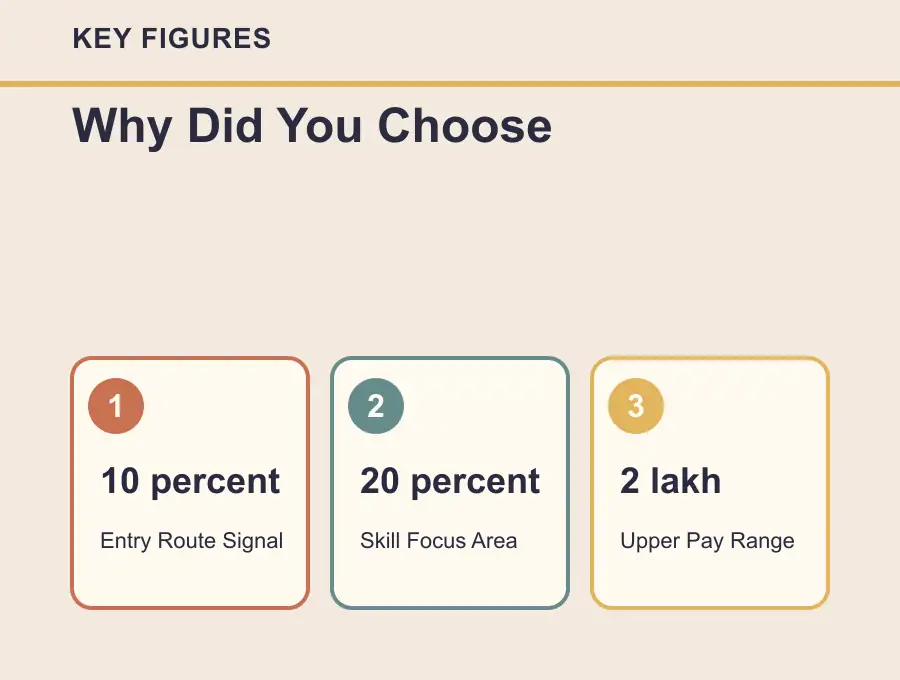 KEY FIGURES
Why Did You Choose
1
2
3
10 percent
20 percent
2 lakh
Entry Route Signal
Skill Focus Area
Upper Pay Range